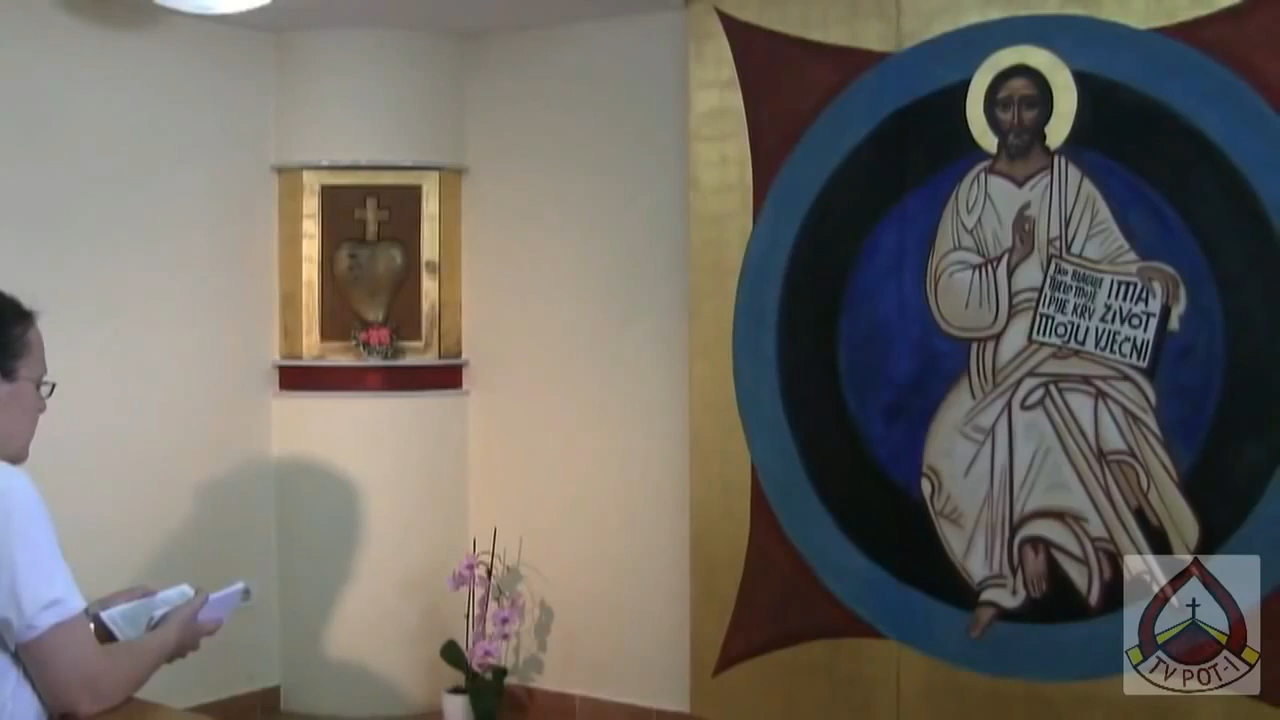 TKO BLAGUJE
TIJELO MOJE
I PIJE KRV
MOJU
IMA
ŽIVOT
VJEČNI
TV POT-I